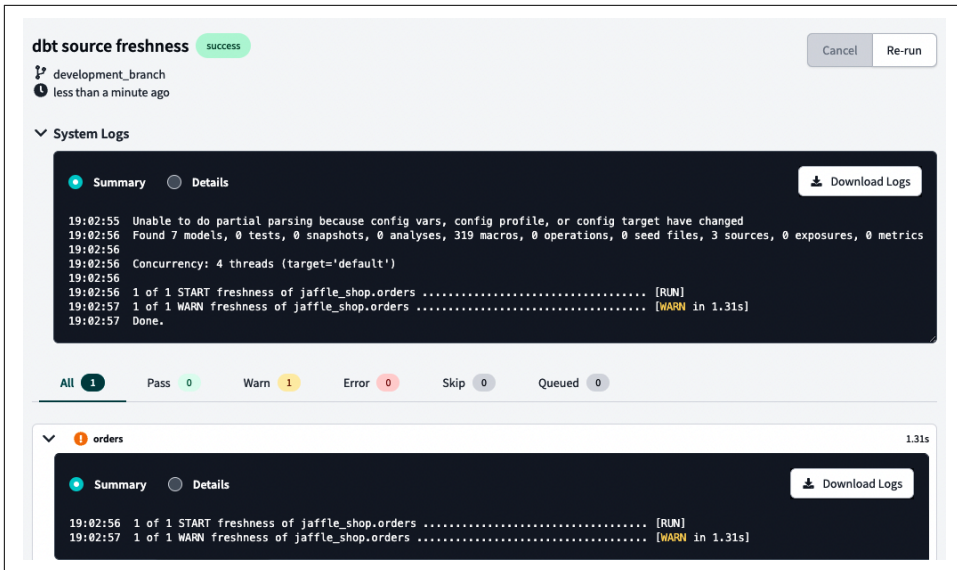 dbt source freshness success
Cancel Re-run
development_branch
less than a minute ago
System Logs
Summary Details Download Logs
19:02:55 Unable to do partial parsing because config vars, config profile, or config target have changed
19:02:56 Found 7 models, 0 tests, 0 snapshots, 0 analyses, 319 macros, 0 operations, 0 seed files, 3 sources, 0 exposures, 0 metrics
19:02:56
19:02:56 Concurrency: 4 threads (target='default')
19:02:56
19:02:56 1 of 1 START freshness of jaffle_shop.orders ................................... [RUN]
19:02:57 1 of 1 WARN freshness of jaffle_shop.orders .................................... [WARN in 1.31s]
19:02:57 Done.
All 1 Pass 0 Warn 1 Error 0 Skip 0 Queued 0
orders 1.31s
Summary Details Download Logs
19:02:56 1 of 1 START freshness of jaffle_shop.orders ................................... [RUN]
19:02:57 1 of 1 WARN freshness of jaffle_shop.orders .................................... [WARN in 1.31s]